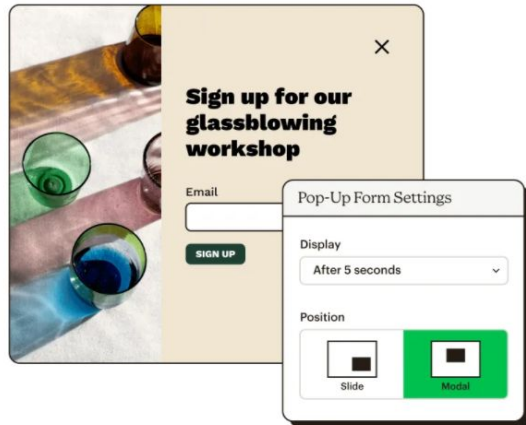 Sign up for our
glassblowing
workshop
Email
SIGN UP
Pop-Up Form Settings
Display
After 5 seconds
Position
Slide
Modal